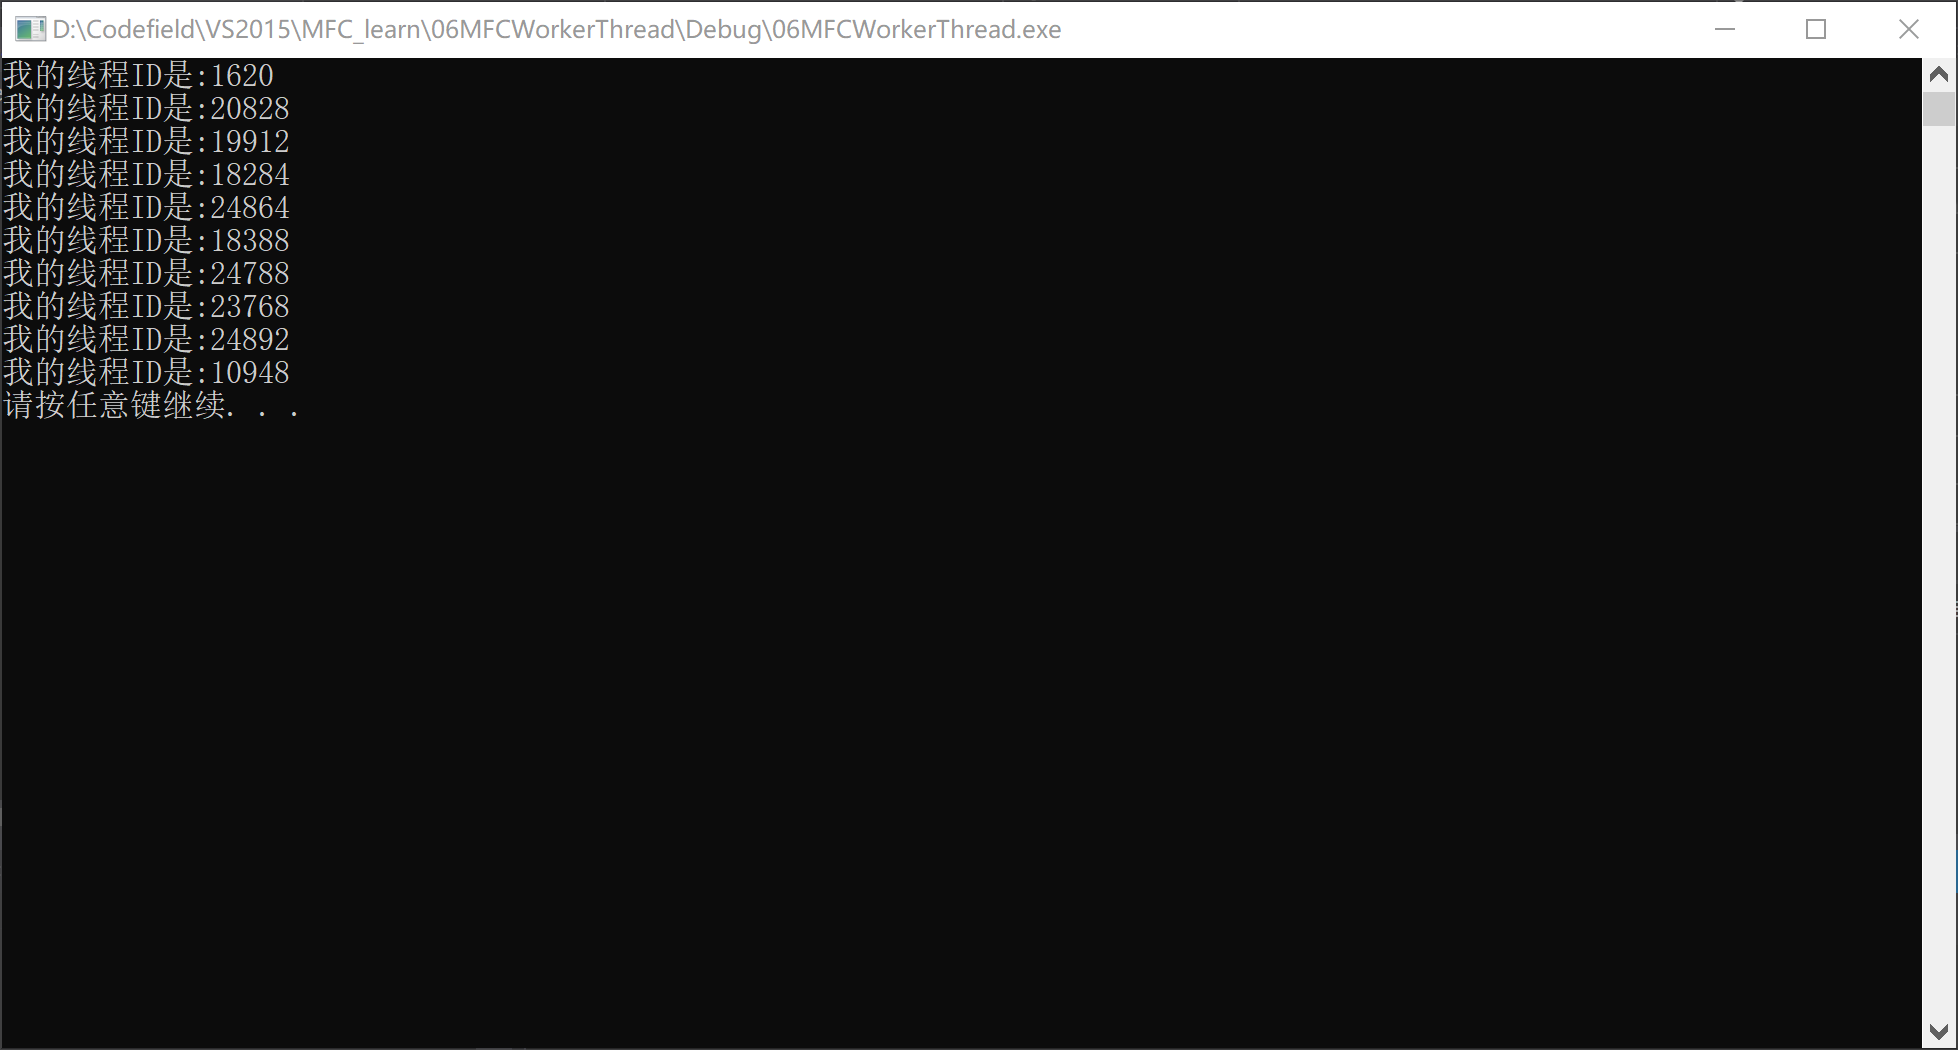 D:\Codefield\VS2015\MFC_learn\06MFCWorkerThread\Debug\06MFCWorkerThread.exe
我的线程ID是:1620
我的线程ID是:20828
我的线程ID是:19912
我的线程ID是:18284
我的线程ID是:24864
我的线程ID是:18388
我的线程ID是:24788
我的线程ID是:23768
我的线程ID是:24892
我的线程ID是:10948
请按任意键继续. . .